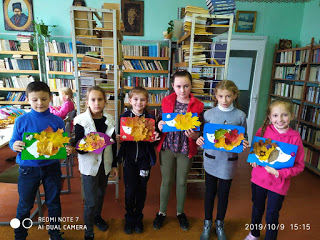 REDMI NOTE 7
AI DUAL CAMERA
2019/10/9 15:15